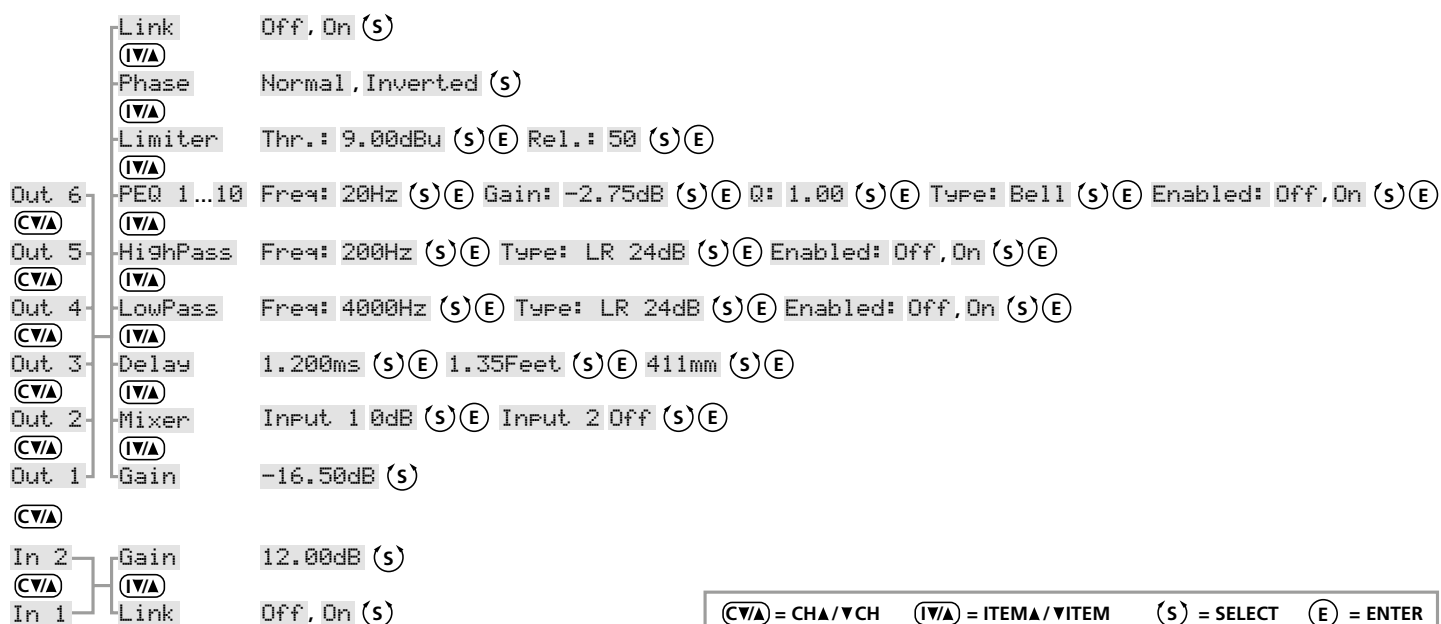 Link Off, On (S)
(I▼/▲)
Phase Normal, Inverted (S)
(I▼/▲)
Limiter Thr.: 9.00dBu (S) (E) Rel.: 50 (S) (E)
(I▼/▲)
Out 6 PEQ 1...10 Freq: 20Hz (S) (E) Gain: -2.75dB (S) (E) Q: 1.00 (S) (E) Type: Bell (S) (E) Enabled: Off, On (S) (E)
(C▼/▲) (I▼/▲)
Out 5 HighPass Freq: 200Hz (S) (E) Type: LR 24dB (S) (E) Enabled: Off, On (S) (E)
(C▼/▲) (I▼/▲)
Out 4 LowPass Freq: 4000Hz (S) (E) Type: LR 24dB (S) (E) Enabled: Off, On (S) (E)
(C▼/▲) (I▼/▲)
Out 3 Delay 1.200ms (S) (E) 1.35Feet (S) (E) 411mm (S) (E)
(C▼/▲) (I▼/▲)
Out 2 Mixer Input 1 0dB (S) (E) Input 2 Off (S) (E)
(C▼/▲) (I▼/▲)
Out 1 Gain -16.50dB (S)
(C▼/▲)
In 2 Gain 12.00dB (S)
(C▼/▲) (I▼/▲)
In 1 Link Off, On (S)
(C▼/▲) = CH▲/▼CH (I▼/▲) = ITEM▲/▼ITEM (S) = SELECT (E) = ENTER